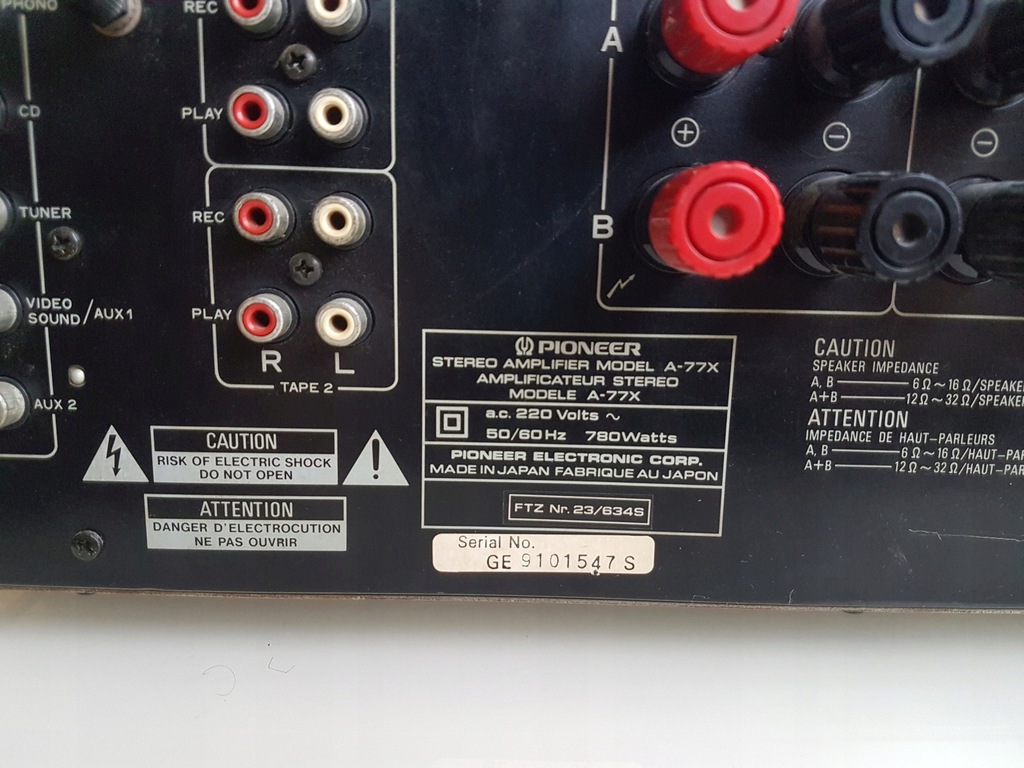 PHONO
CD
TUNER
VIDEO
SOUND/AUX1
AUX 2
REC
PLAY
REC
PLAY
R L
TAPE 2
A
B
+ − −
PIONEER
STEREO AMPLIFIER MODEL A-77X
AMPLIFICATEUR STEREO
MODELE A-77X
a.c. 220 Volts ~
50/60Hz 780Watts
PIONEER ELECTRONIC CORP.
MADE IN JAPAN FABRIQUE AU JAPON
FTZ Nr. 23/634S
Serial No.
GE 9101547 S
CAUTION
RISK OF ELECTRIC SHOCK
DO NOT OPEN
ATTENTION
DANGER D'ELECTROCUTION
NE PAS OUVRIR
CAUTION
SPEAKER IMPEDANCE
A, B 6Ω~16Ω/SPEAKE
A+B 12Ω~32Ω/SPEAKE
ATTENTION
IMPEDANCE DE HAUT-PARLEURS
A, B 6Ω~16Ω/HAUT-PAR
A+B 12Ω~32Ω/HAUT-PAR